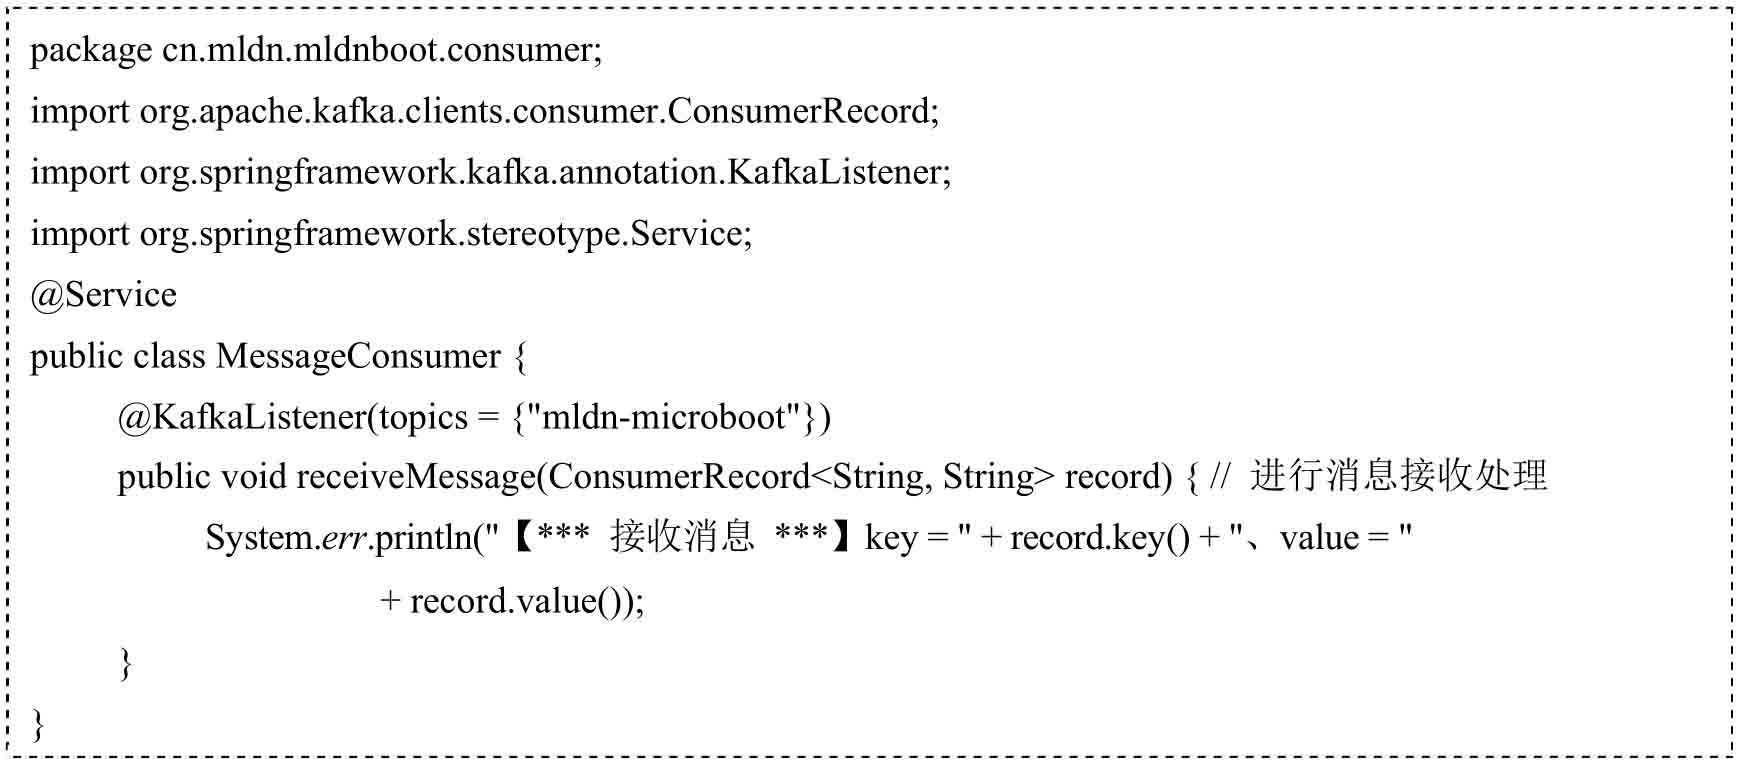 package cn.mldn.mldnboot.consumer;
import org.apache.kafka.clients.consumer.ConsumerRecord;
import org.springframework.kafka.annotation.KafkaListener;
import org.springframework.stereotype.Service;
@Service
public class MessageConsumer {
@KafkaListener(topics = {"mldn-microboot"})
public void receiveMessage(ConsumerRecord<String, String> record) { // 进行消息接收处理
System.err.println("【*** 接收消息 ***】key = " + record.key() + "、value = "
+ record.value());
}
}